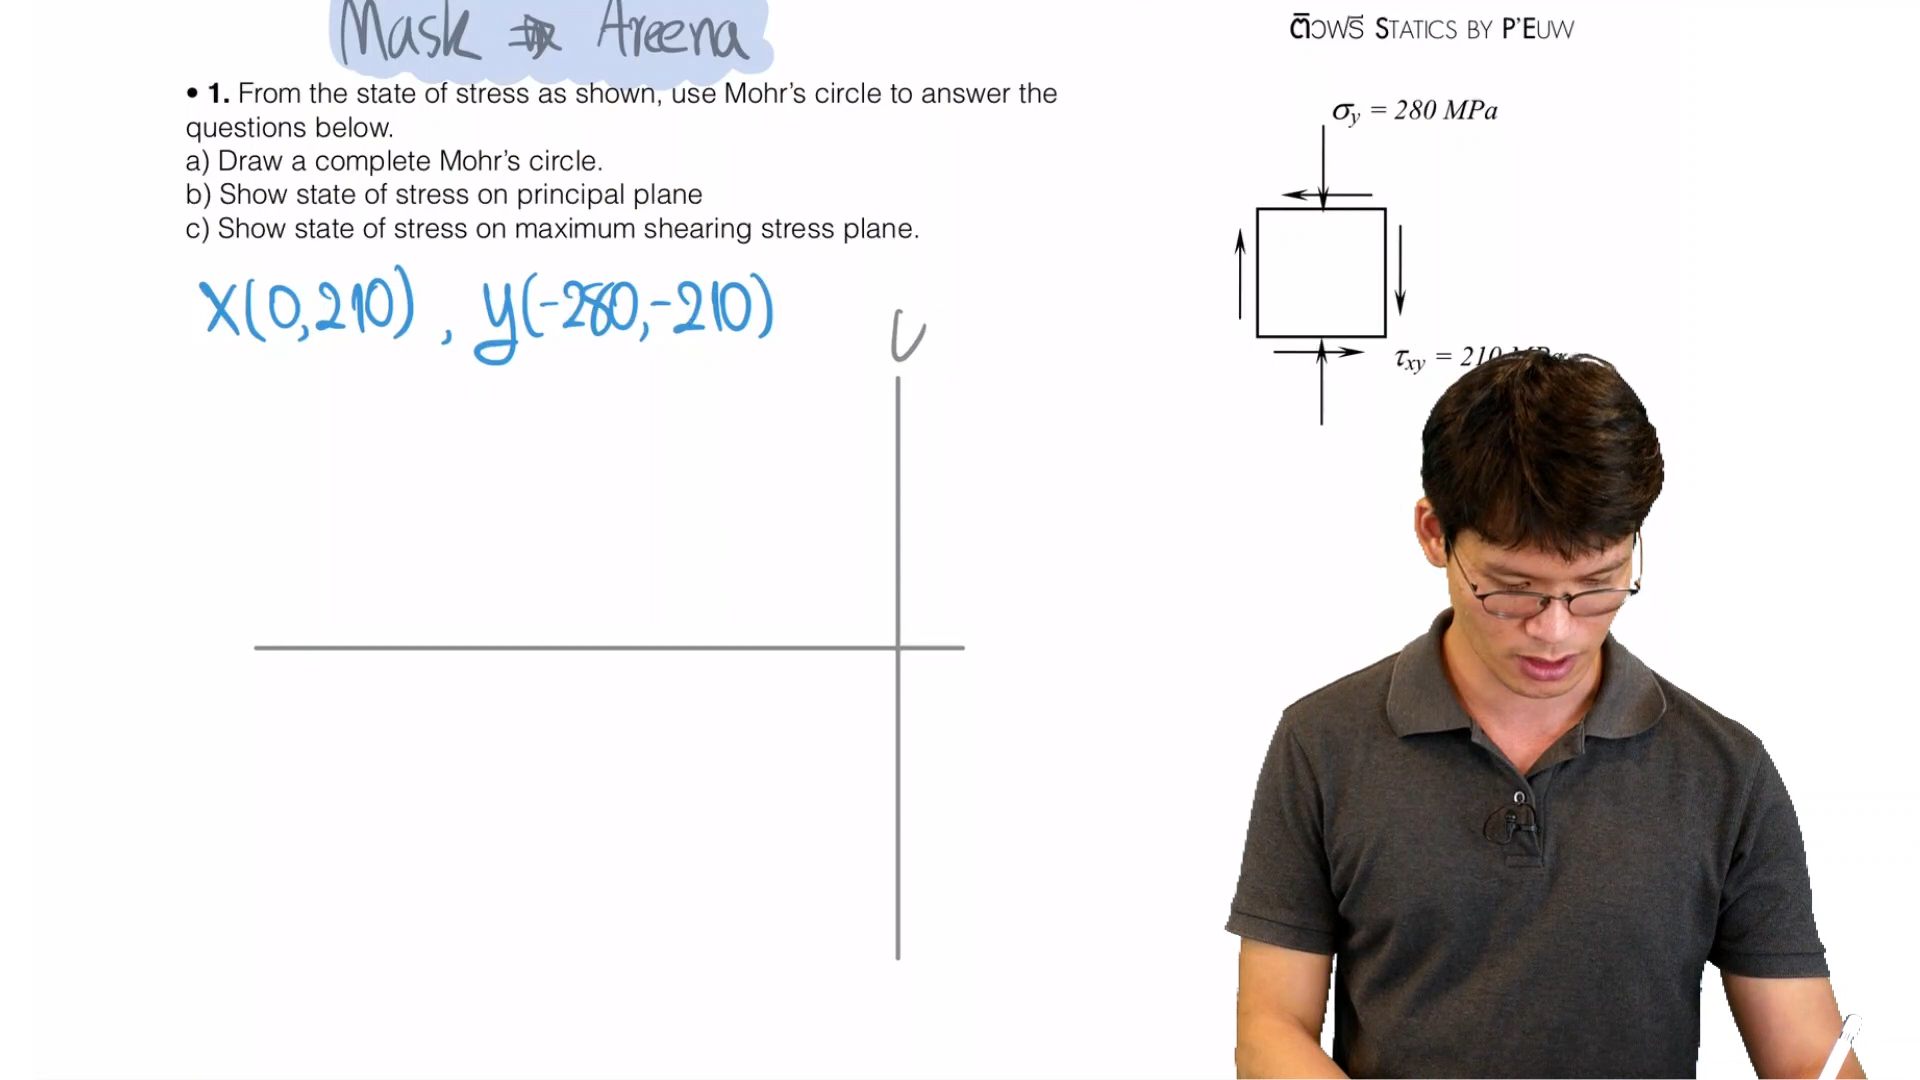 Mask ⇒ Areena
ติวฟรี STATICS BY P'EUW
• 1. From the state of stress as shown, use Mohr's circle to answer the
questions below.
a) Draw a complete Mohr's circle.
b) Show state of stress on principal plane
c) Show state of stress on maximum shearing stress plane.
σy = 280 MPa
τxy = 210
X(0,210), y(-280,-210)